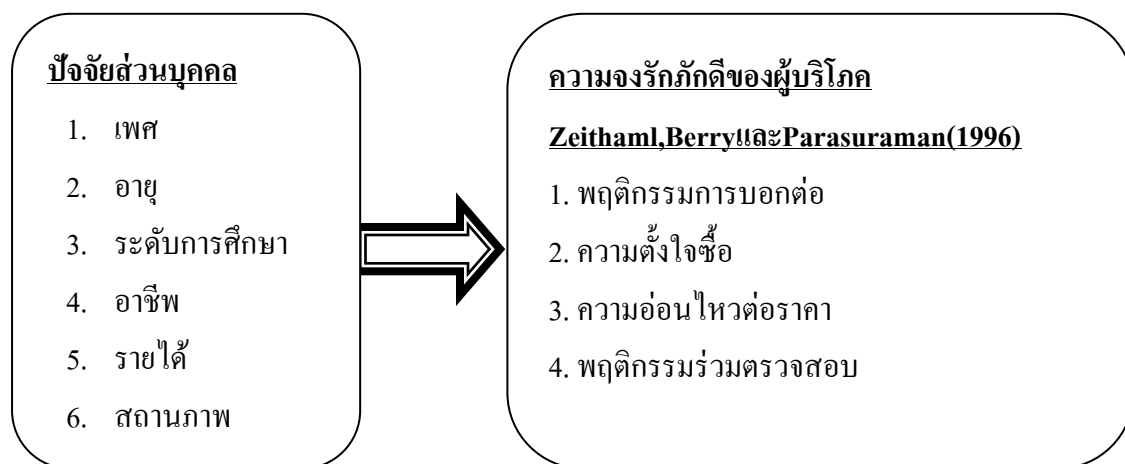 ปัจจัยส่วนบุคคล
1. เพศ
2. อายุ
3. ระดับการศึกษา
4. อาชีพ
5. รายได้
6. สถานภาพ
ความจงรักภักดีของผู้บริโภค
Zeithaml,BerryและParasuraman(1996)
1. พฤติกรรมการบอกต่อ
2. ความตั้งใจซื้อ
3. ความอ่อนไหวต่อราคา
4. พฤติกรรมร่วมตรวจสอบ